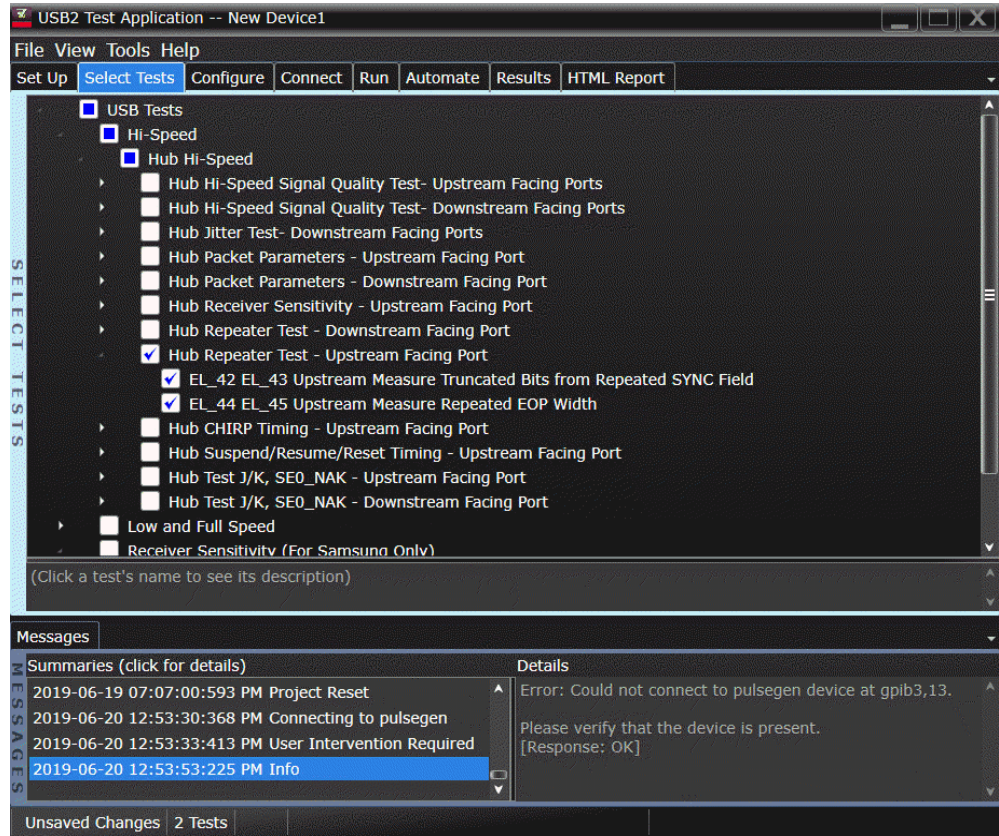 USB2 Test Application -- New Device1
File View Tools Help
Set Up Select Tests Configure Connect Run Automate Results HTML Report
SELECT TESTS
USB Tests
Hi-Speed
Hub Hi-Speed
Hub Hi-Speed Signal Quality Test- Upstream Facing Ports
Hub Hi-Speed Signal Quality Test- Downstream Facing Ports
Hub Jitter Test- Downstream Facing Ports
Hub Packet Parameters - Upstream Facing Port
Hub Packet Parameters - Downstream Facing Port
Hub Receiver Sensitivity - Upstream Facing Port
Hub Repeater Test - Downstream Facing Port
Hub Repeater Test - Upstream Facing Port
EL_42 EL_43 Upstream Measure Truncated Bits from Repeated SYNC Field
EL_44 EL_45 Upstream Measure Repeated EOP Width
Hub CHIRP Timing - Upstream Facing Port
Hub Suspend/Resume/Reset Timing - Upstream Facing Port
Hub Test J/K, SE0_NAK - Upstream Facing Port
Hub Test J/K, SE0_NAK - Downstream Facing Port
Low and Full Speed
Receiver Sensitivity (For Samsung Only)
(Click a test's name to see its description)
Messages
MESSAGES
Summaries (click for details)
2019-06-19 07:07:00:593 PM Project Reset
2019-06-20 12:53:30:368 PM Connecting to pulsegen
2019-06-20 12:53:33:413 PM User Intervention Required
2019-06-20 12:53:53:225 PM Info
Details
Error: Could not connect to pulsegen device at gpib3,13.
Please verify that the device is present.
[Response: OK]
Unsaved Changes 2 Tests